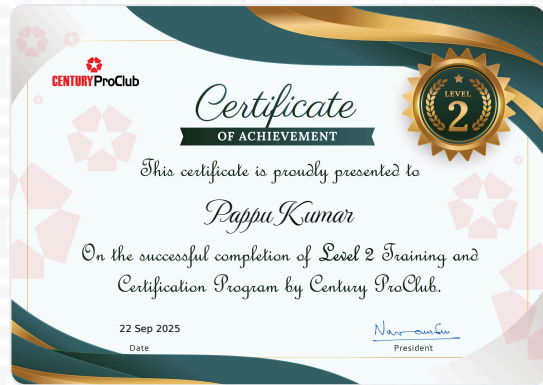 CENTURY ProClub
LEVEL
2
Certificate
OF ACHIEVEMENT
This certificate is proudly presented to
Pappu Kumar
On the successful completion of Level 2 Training and
Certification Program by Century ProClub.
22 Sep 2025
Date
President